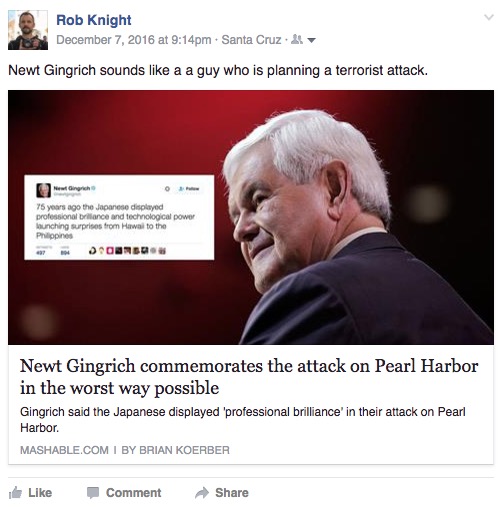 Rob Knight
December 7, 2016 at 9:14pm · Santa Cruz ·
Newt Gingrich sounds like a a guy who is planning a terrorist attack.
Newt Gingrich
Follow
75 years ago the Japanese displayed
professional brilliance and technological power
launching surprises from Hawaii to the
Philippines
497 894
Newt Gingrich commemorates the attack on Pearl Harbor
in the worst way possible
Gingrich said the Japanese displayed 'professional brilliance' in their attack on Pearl
Harbor.
MASHABLE.COM | BY BRIAN KOERBER
Like Comment Share